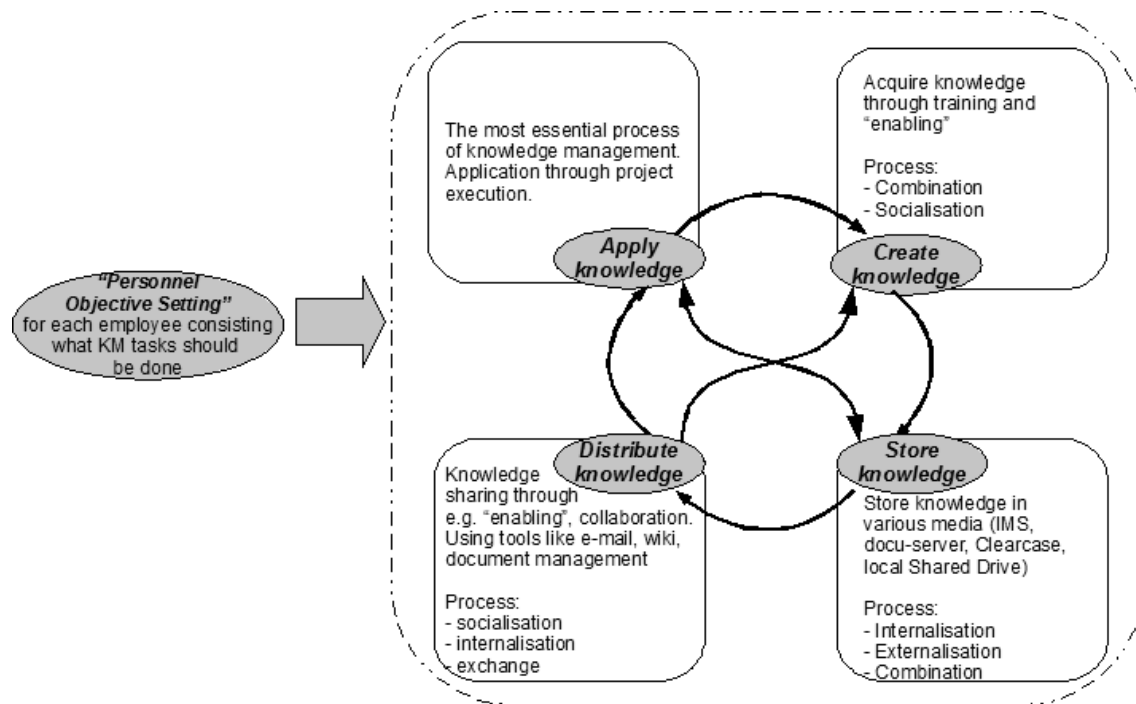 The most essential process
of knowledge management.
Application through project
execution.
Apply
knowledge
Acquire knowledge
through training and
“enabling”
Process:
- Combination
- Socialisation
Create
knowledge
“Personnel
Objective Setting”
for each employee consisting
what KM tasks should
be done
Distribute
knowledge
Knowledge
sharing through
e.g. “enabling”, collaboration.
Using tools like e-mail, wiki,
document management
Process:
- socialisation
- internalisation
- exchange
Store
knowledge
Store knowledge in
various media (IMS,
docu-server, Clearcase,
local Shared Drive)
Process:
- Internalisation
- Externalisation
- Combination